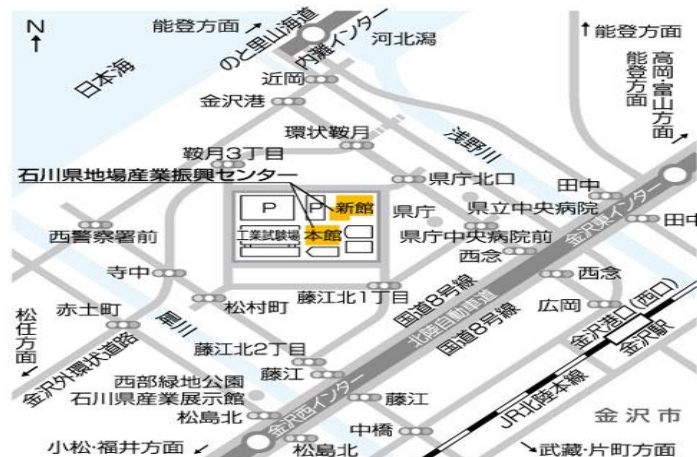 N
能登方面
のと里山海道
内灘インター
河北潟
能登方面
高岡・富山方面
能登方面
日本海
近岡
金沢港
環状鞍月
浅野川
鞍月3丁目
石川県地場産業振興センター
県庁北口
田中
金沢東インター
P
P
新館
県庁
県立中央病院
田中
西警察署前
工業試験場
本館
県庁中央病院前
西念
寺中
西念
藤江北1丁目
国道8号線
北陸自動車道
国道8号線
広岡
松村町
赤土町
犀川
松任方面
金沢外環状道路
金沢港口(西口)
金沢駅
藤江北2丁目
藤江
西部緑地公園
石川県産業展示館
金沢西インター
藤江
JR北陸本線
松島北
中橋
金沢市
小松・福井方面
松島北
武蔵・片町方面